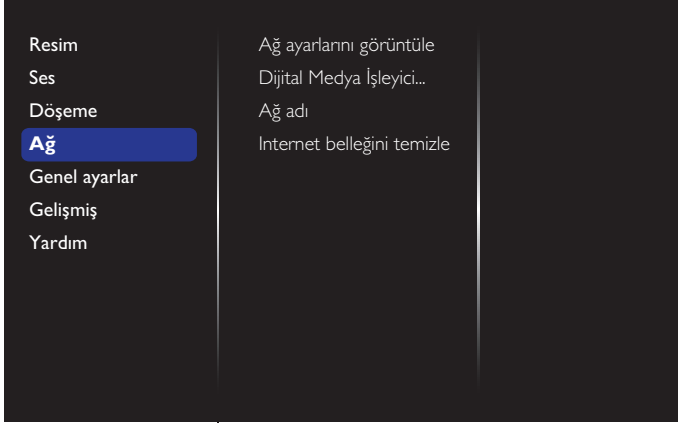 Resim
Ses
Döşeme
Ağ
Genel ayarlar
Gelişmiş
Yardım
Ağ ayarlarını görüntüle
Dijital Medya İşleyici...
Ağ adı
Internet belleğini temizle